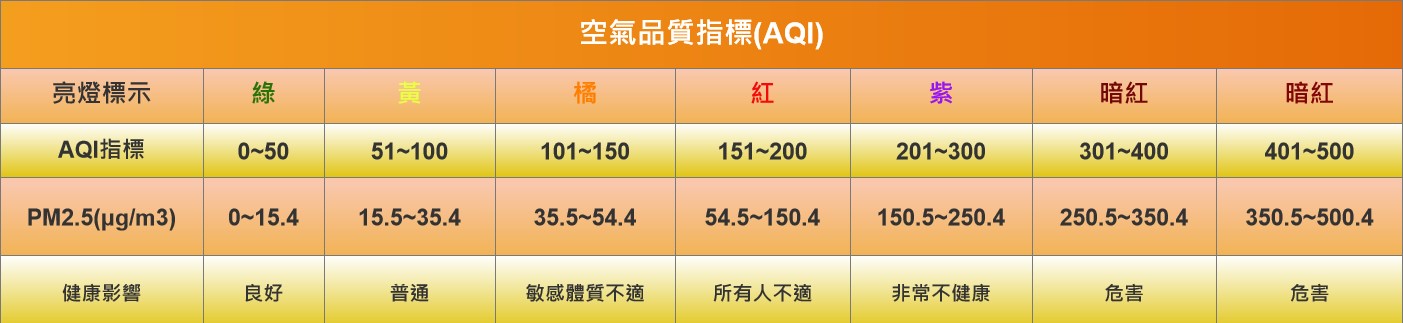 空氣品質指標(AQI)
亮燈標示 綠 黃 橘 紅 紫 暗紅 暗紅
AQI指標 0~50 51~100 101~150 151~200 201~300 301~400 401~500
PM2.5(μg/m3) 0~15.4 15.5~35.4 35.5~54.4 54.5~150.4 150.5~250.4 250.5~350.4 350.5~500.4
健康影響 良好 普通 敏感體質不適 所有人不適 非常不健康 危害 危害